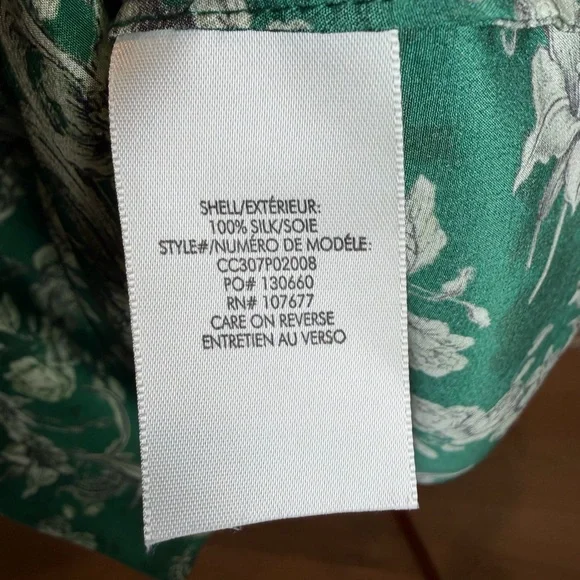 SHELL/EXTÉRIEUR:
100% SILK/SOIE
STYLE#/NUMÉRO DE MODÉLE:
CC307P02008
PO# 130660
RN# 107677
CARE ON REVERSE
ENTRETIEN AU VERSO